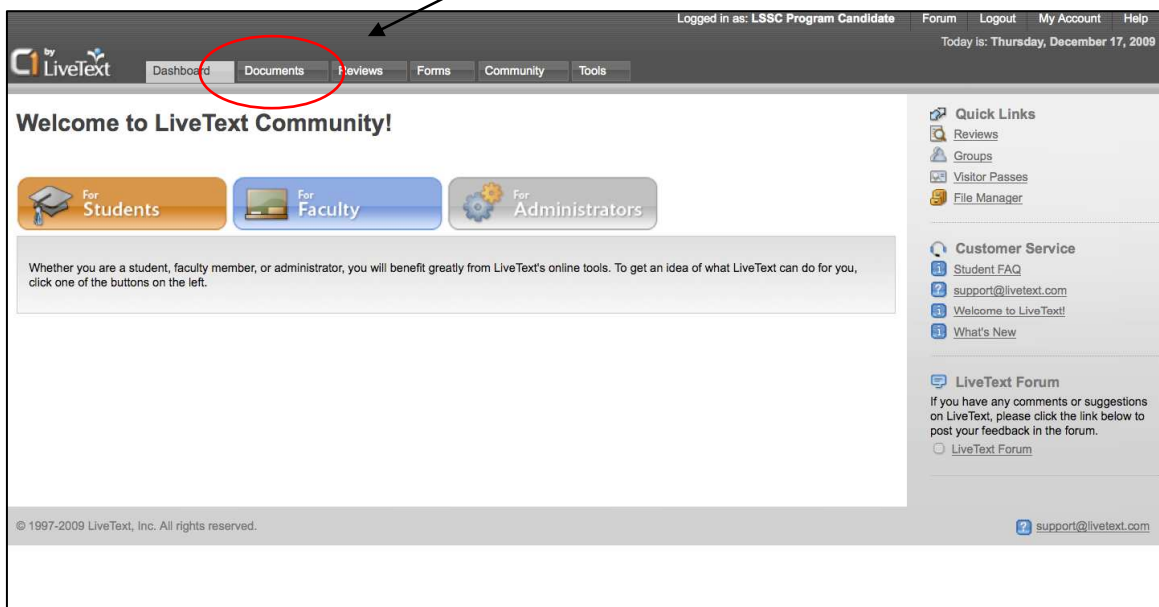 Logged in as: LSSC Program Candidate Forum Logout My Account Help
Today is: Thursday, December 17, 2009
C1 by LiveText
Dashboard Documents Reviews Forms Community Tools
Welcome to LiveText Community!
For Students
For Faculty
For Administrators
Whether you are a student, faculty member, or administrator, you will benefit greatly from LiveText's online tools. To get an idea of what LiveText can do for you,
click one of the buttons on the left.
Quick Links
Reviews
Groups
Visitor Passes
File Manager
Customer Service
Student FAQ
support@livetext.com
Welcome to LiveText!
What's New
LiveText Forum
If you have any comments or suggestions
on LiveText, please click the link below to
post your feedback in the forum.
LiveText Forum
© 1997-2009 LiveText, Inc. All rights reserved.
support@livetext.com